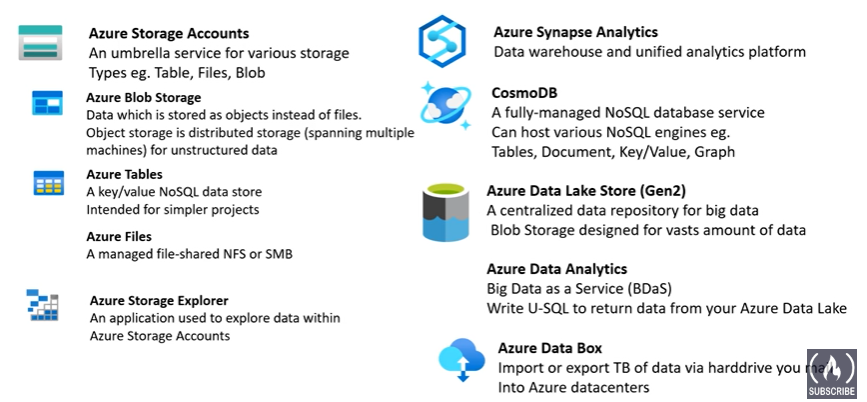 Azure Storage Accounts
An umbrella service for various storage
Types eg. Table, Files, Blob
Azure Blob Storage
Data which is stored as objects instead of files.
Object storage is distributed storage (spanning multiple
machines) for unstructured data
Azure Tables
A key/value NoSQL data store
Intended for simpler projects
Azure Files
A managed file-shared NFS or SMB
Azure Storage Explorer
An application used to explore data within
Azure Storage Accounts
Azure Synapse Analytics
Data warehouse and unified analytics platform
CosmoDB
A fully-managed NoSQL database service
Can host various NoSQL engines eg.
Tables, Document, Key/Value, Graph
Azure Data Lake Store (Gen2)
A centralized data repository for big data
Blob Storage designed for vasts amount of data
Azure Data Analytics
Big Data as a Service (BDaS)
Write U-SQL to return data from your Azure Data Lake
Azure Data Box
Import or export TB of data via harddrive you
Into Azure datacenters
SUBSCRIBE